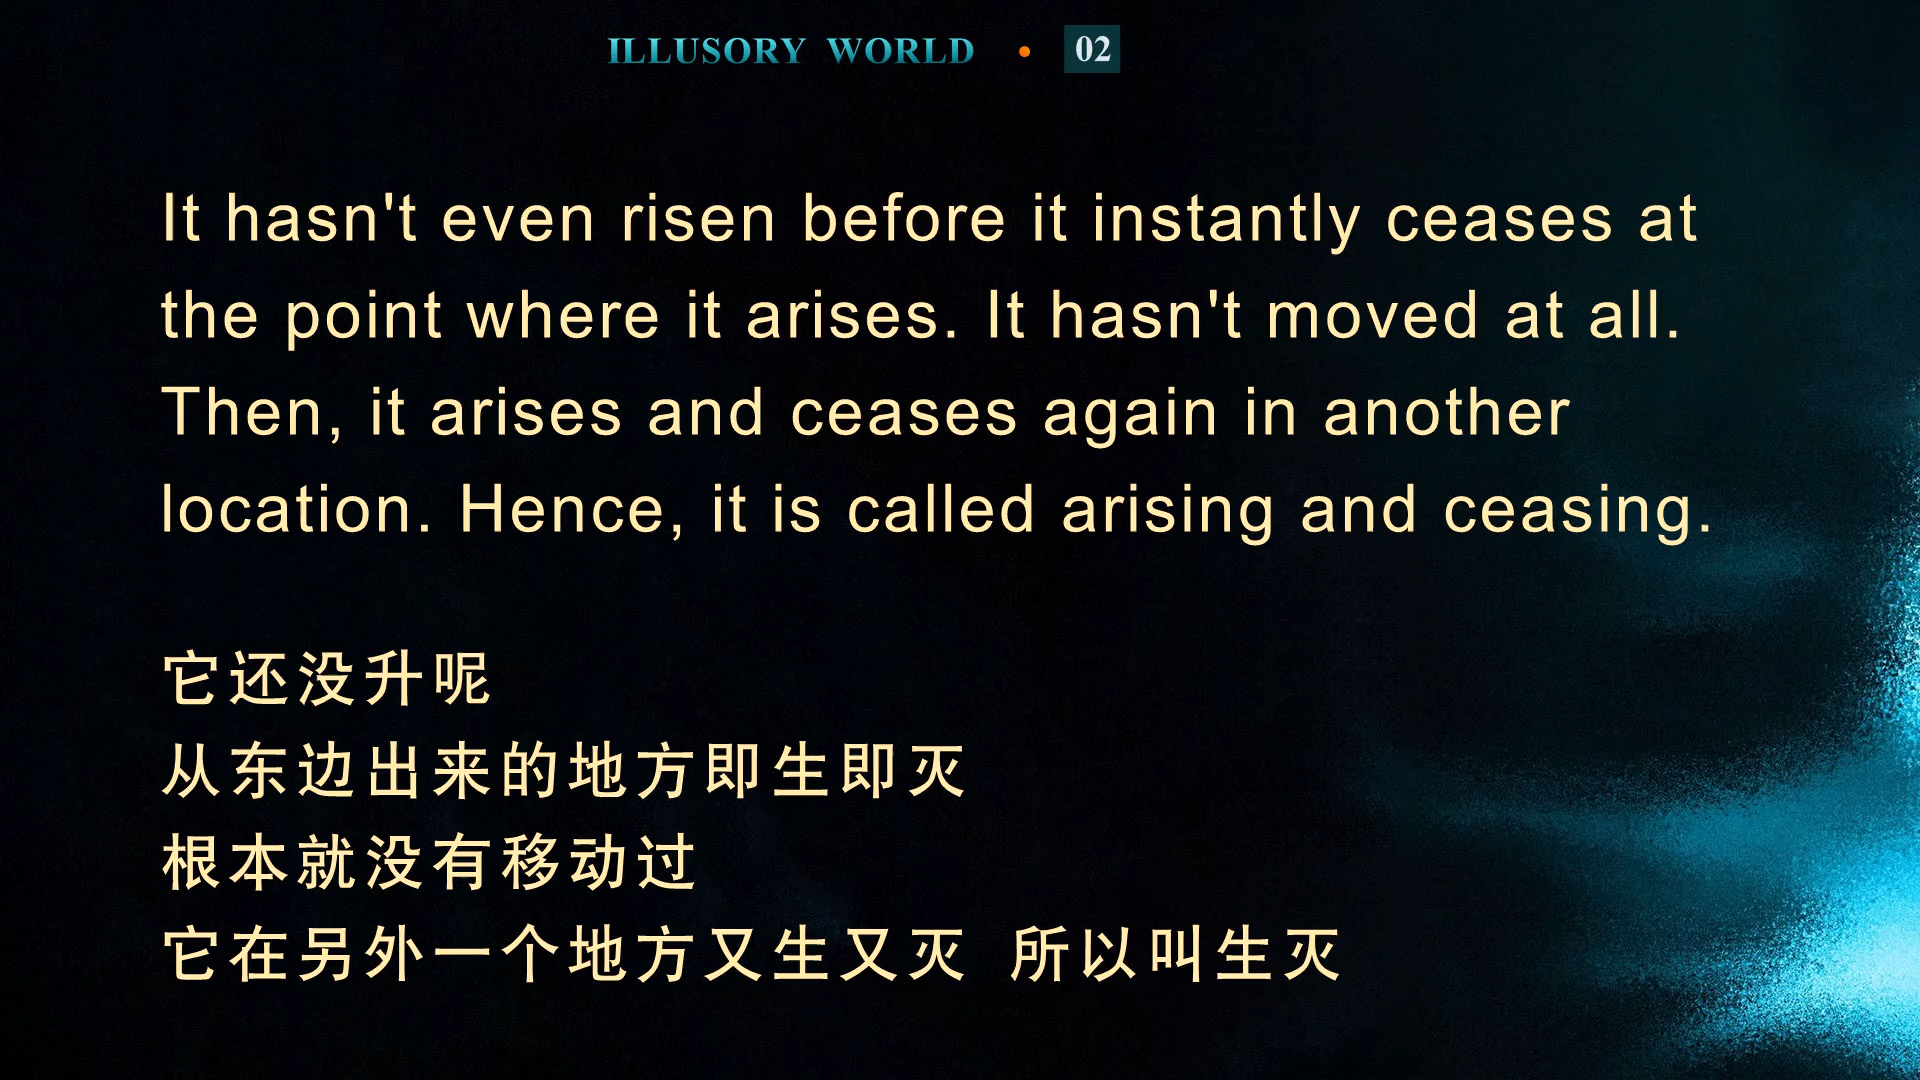 ILLUSORY WORLD • 02
It hasn't even risen before it instantly ceases at
the point where it arises. It hasn't moved at all.
Then, it arises and ceases again in another
location. Hence, it is called arising and ceasing.
它还没升呢
从东边出来的地方即生即灭
根本就没有移动过
它在另外一个地方又生又灭 所以叫生灭